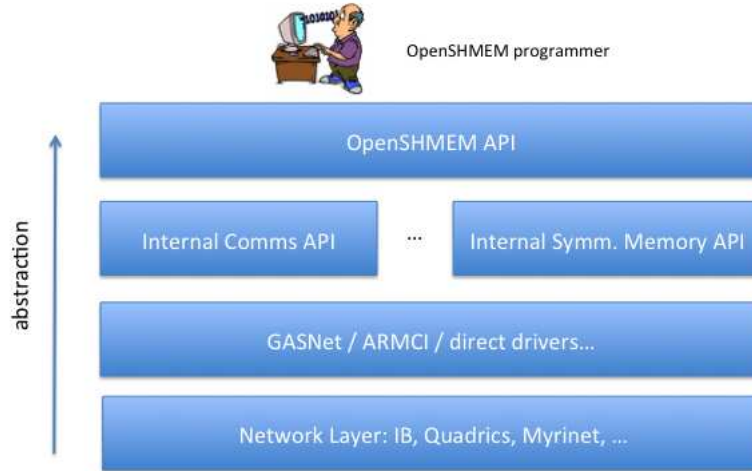 1010101
OpenSHMEM programmer
OpenSHMEM API
Internal Comms API
...
Internal Symm. Memory API
GASNet / ARMCI / direct drivers...
Network Layer: IB, Quadrics, Myrinet, ...
abstraction